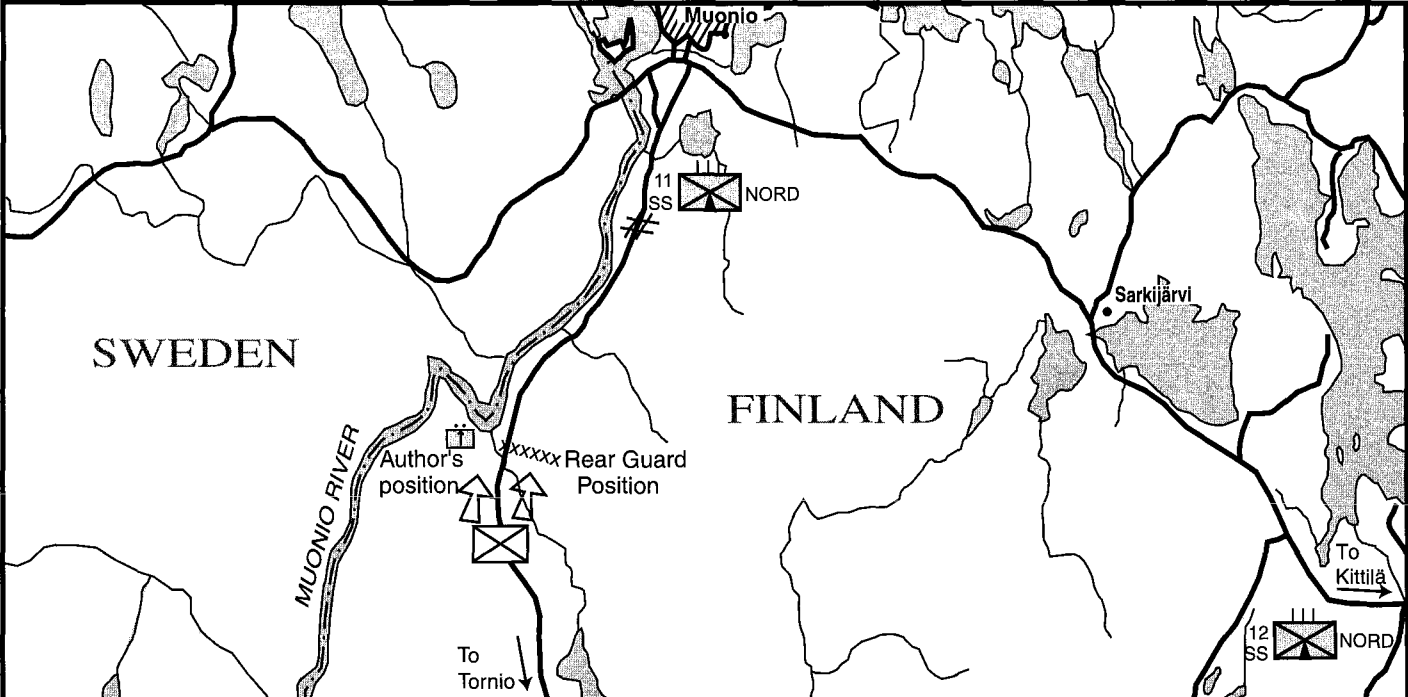 Muonio
11
SS
NORD
Sarkijärvi
SWEDEN
FINLAND
MUONIO RIVER
Author's
position
xxxxxx Rear Guard
Position
To
Kittilä
To
Tornio
12
SS
NORD